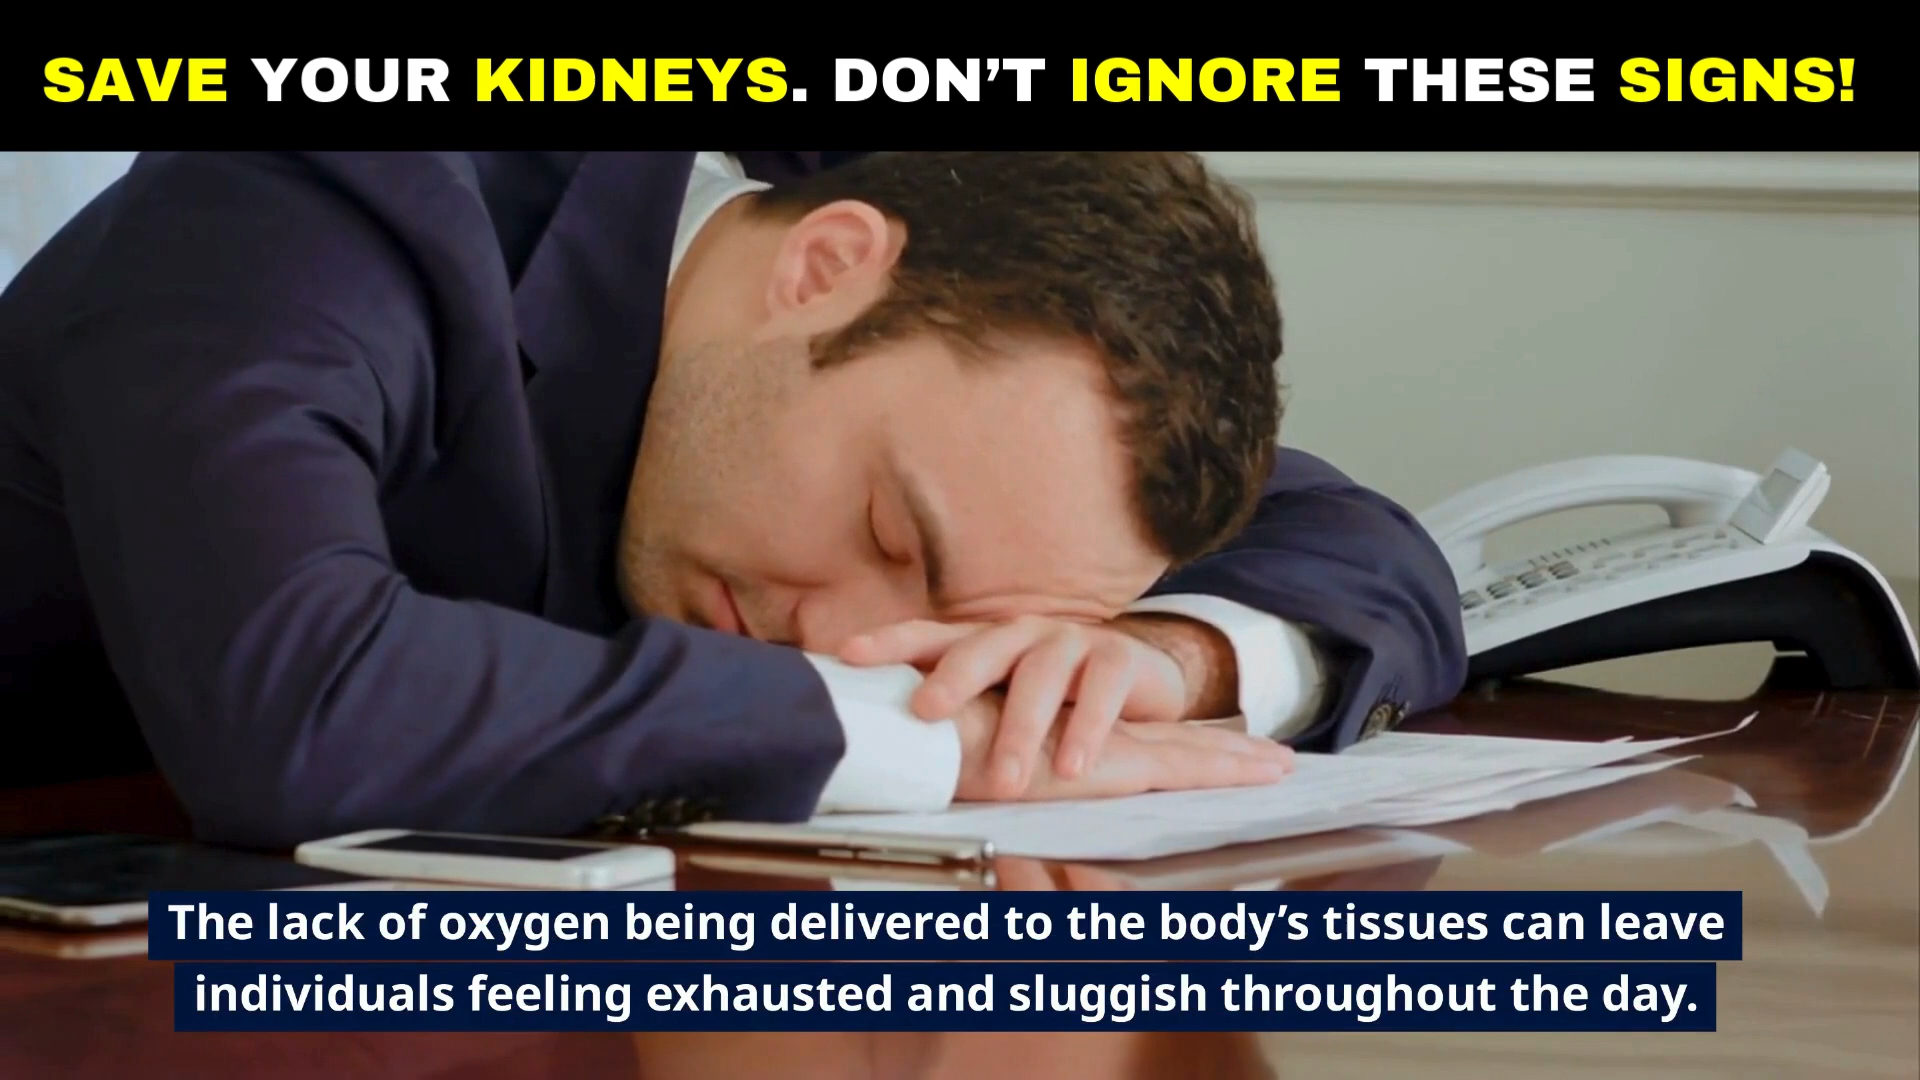 SAVE YOUR KIDNEYS. DON’T IGNORE THESE SIGNS!
The lack of oxygen being delivered to the body’s tissues can leave
individuals feeling exhausted and sluggish throughout the day.